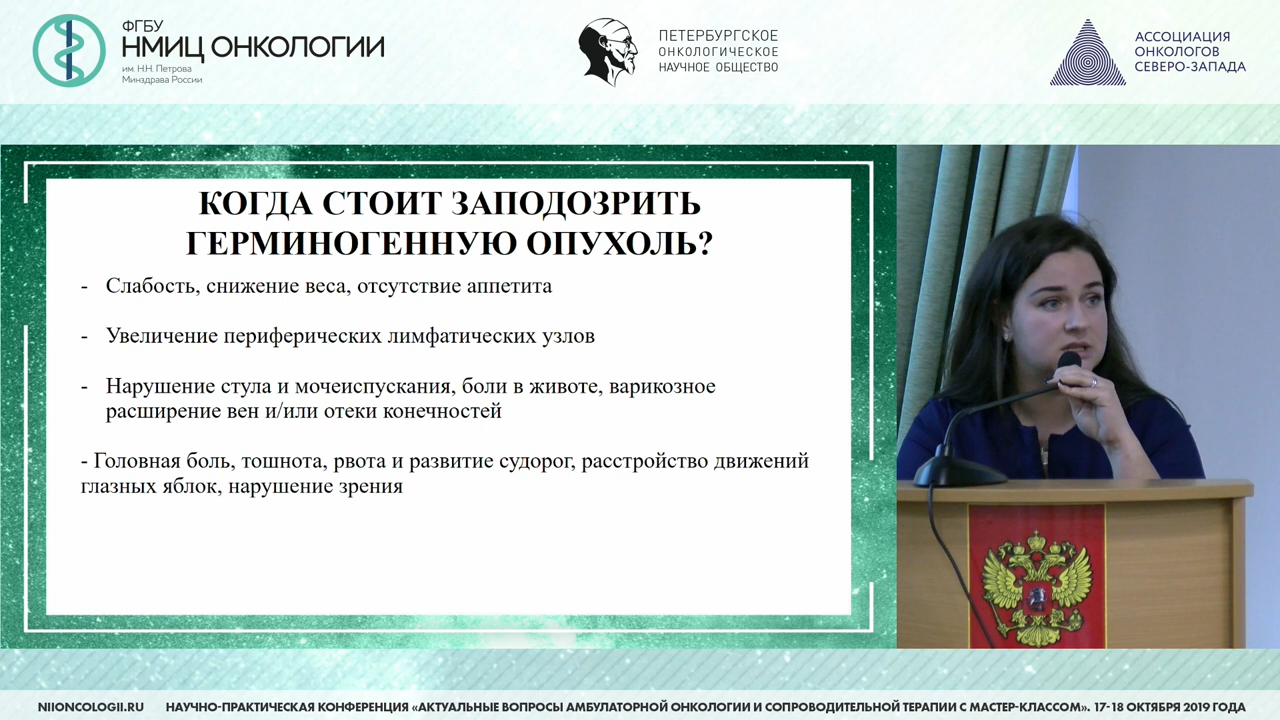 ФГБУ
НМИЦ ОНКОЛОГИИ
им. Н.Н. Петрова
Минздрава России
ПЕТЕРБУРГСКОЕ
ОНКОЛОГИЧЕСКОЕ
НАУЧНОЕ ОБЩЕСТВО
АССОЦИАЦИЯ
ОНКОЛОГОВ
СЕВЕРО-ЗАПАДА
КОГДА СТОИТ ЗАПОДОЗРИТЬ
ГЕРМИНОГЕННУЮ ОПУХОЛЬ?
- Слабость, снижение веса, отсутствие аппетита
- Увеличение периферических лимфатических узлов
- Нарушение стула и мочеиспускания, боли в животе, варикозное
расширение вен и/или отеки конечностей
- Головная боль, тошнота, рвота и развитие судорог, расстройство движений
глазных яблок, нарушение зрения
NIIONCOLOGII.RU НАУЧНО-ПРАКТИЧЕСКАЯ КОНФЕРЕНЦИЯ «АКТУАЛЬНЫЕ ВОПРОСЫ АМБУЛАТОРНОЙ ОНКОЛОГИИ И СОПРОВОДИТЕЛЬНОЙ ТЕРАПИИ С МАСТЕР-КЛАССОМ». 17-18 ОКТЯБРЯ 2019 ГОДА